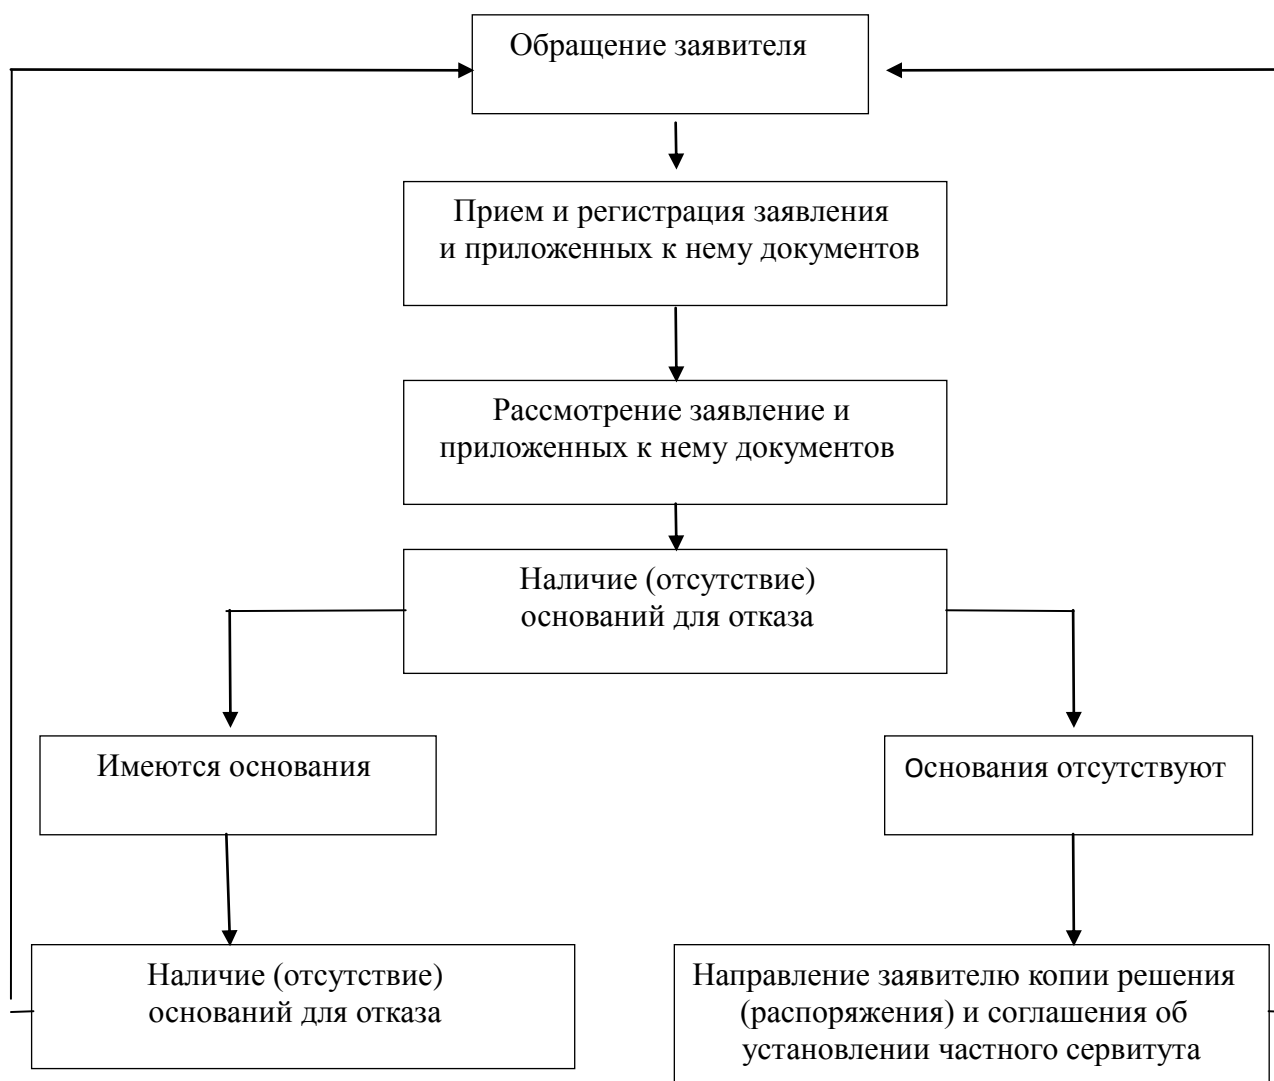 Обращение заявителя
Прием и регистрация заявления
и приложенных к нему документов
Рассмотрение заявление и
приложенных к нему документов
Наличие (отсутствие)
оснований для отказа
Имеются основания
Основания отсутствуют
Наличие (отсутствие)
оснований для отказа
Направление заявителю копии решения
(распоряжения) и соглашения об
установлении частного сервитута